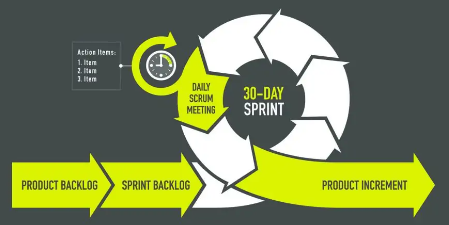 Action Items:
1. Item
2. Item
3. Item
DAILY
SCRUM
MEETING
30-DAY
SPRINT
PRODUCT BACKLOG
SPRINT BACKLOG
PRODUCT INCREMENT